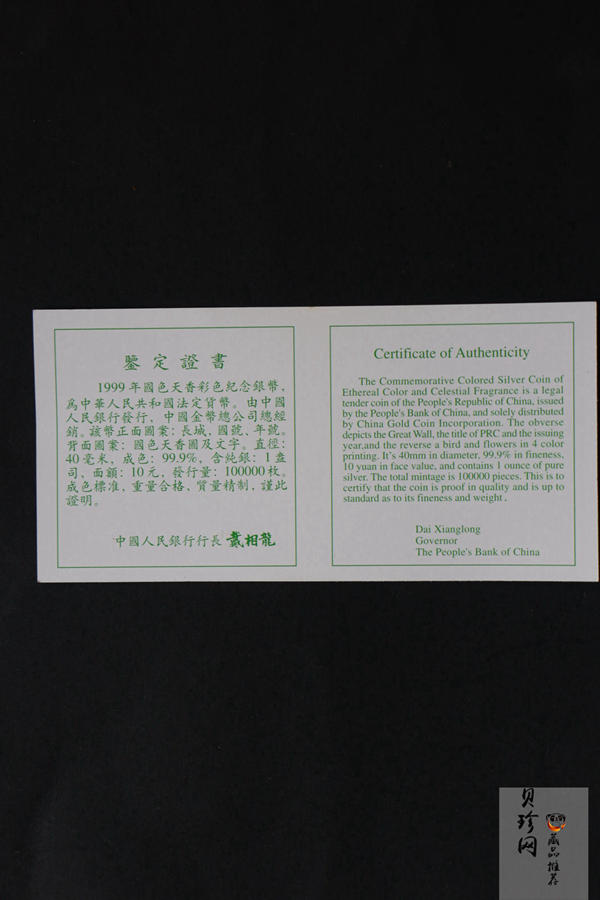 鑒定證書
1999年國色天香彩色紀念銀幣,
爲中華人民共和國法定貨幣。由中國
人民銀行發行，中國金幣總公司總經
銷。該幣正面圖案：長城、國號、年號。
背面圖案：國色天香圖及文字。直徑：
40毫米，成色：99.9%，含純銀：1盎
司，面額：10元，發行量：100000枚。
成色標准，重量合格、質量精制，謹此
證明。
中國人民銀行行長 戴相龍
Certificate of Authenticity
The Commemorative Colored Silver Coin of
Ethereal Color and Celestial Fragrance is a legal
tender coin of the People's Republic of China, issued
by the People's Bank of China, and solely distributed
by China Gold Coin Incorporation. The obverse
depicts the Great Wall, the title of PRC and the issuing
year,and the reverse a bird and flowers in 4 color
printing. It's 40mm in diameter, 99.9% in fineness,
10 yuan in face value, and contains 1 ounce of pure
silver. The total mintage is 100000 pieces. This is to
certify that the coin is proof in quality and is up to
standard as to its fineness and weight .
Dai Xianglong
Governor
The People's Bank of China
贝珍网
藏品推荐